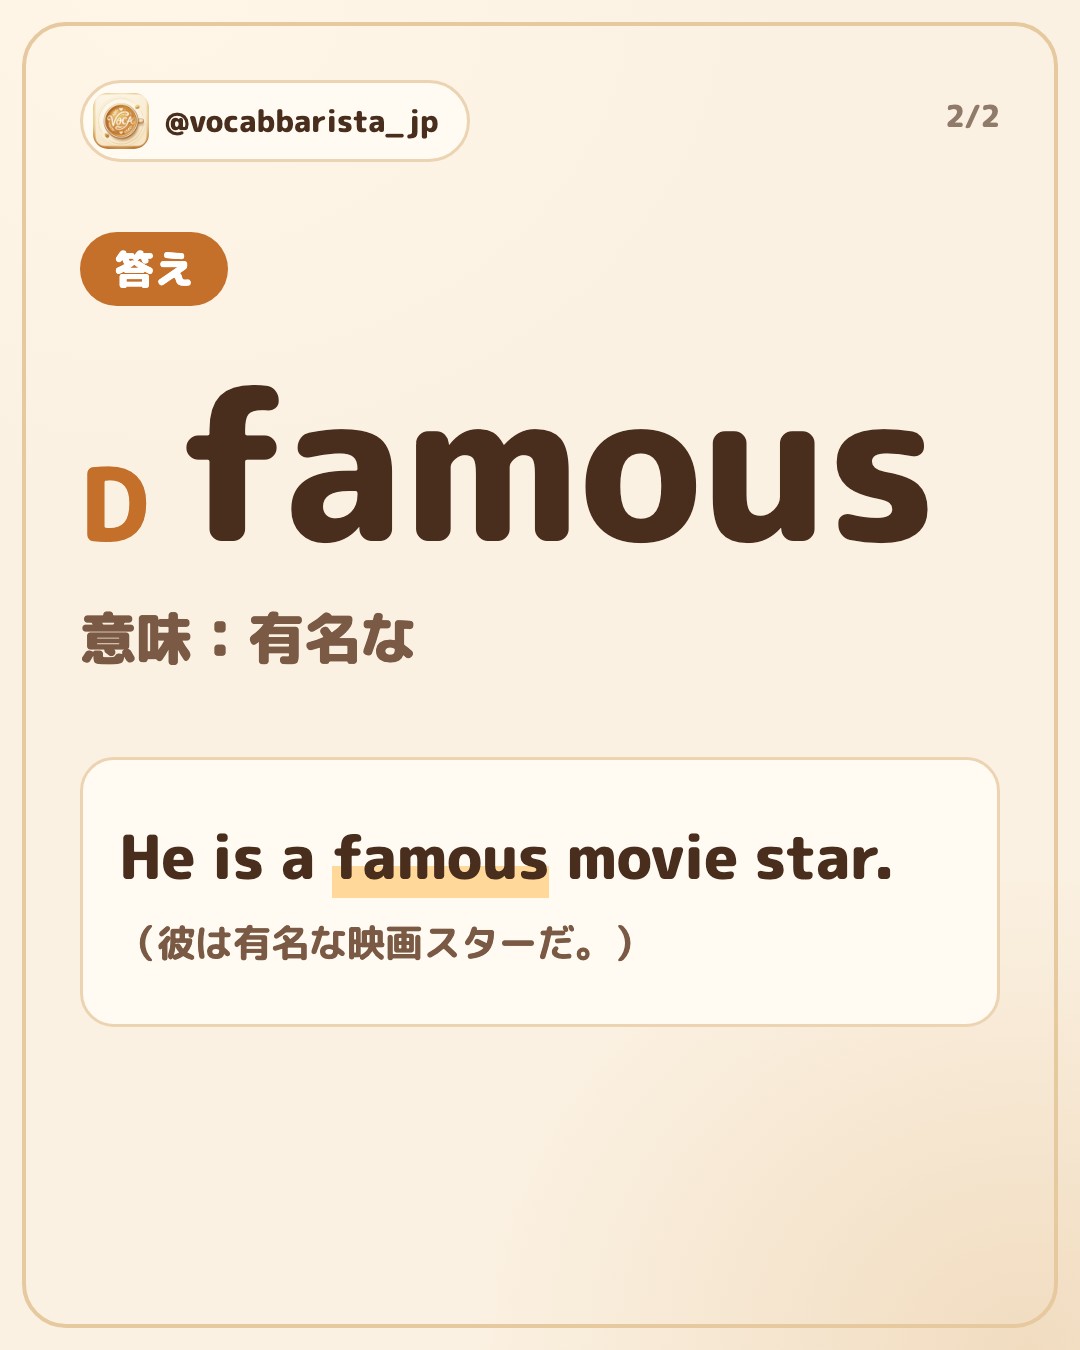 @vocabbarista_jp
2/2
答え
D famous
意味：有名な
He is a famous movie star.
（彼は有名な映画スターだ。）